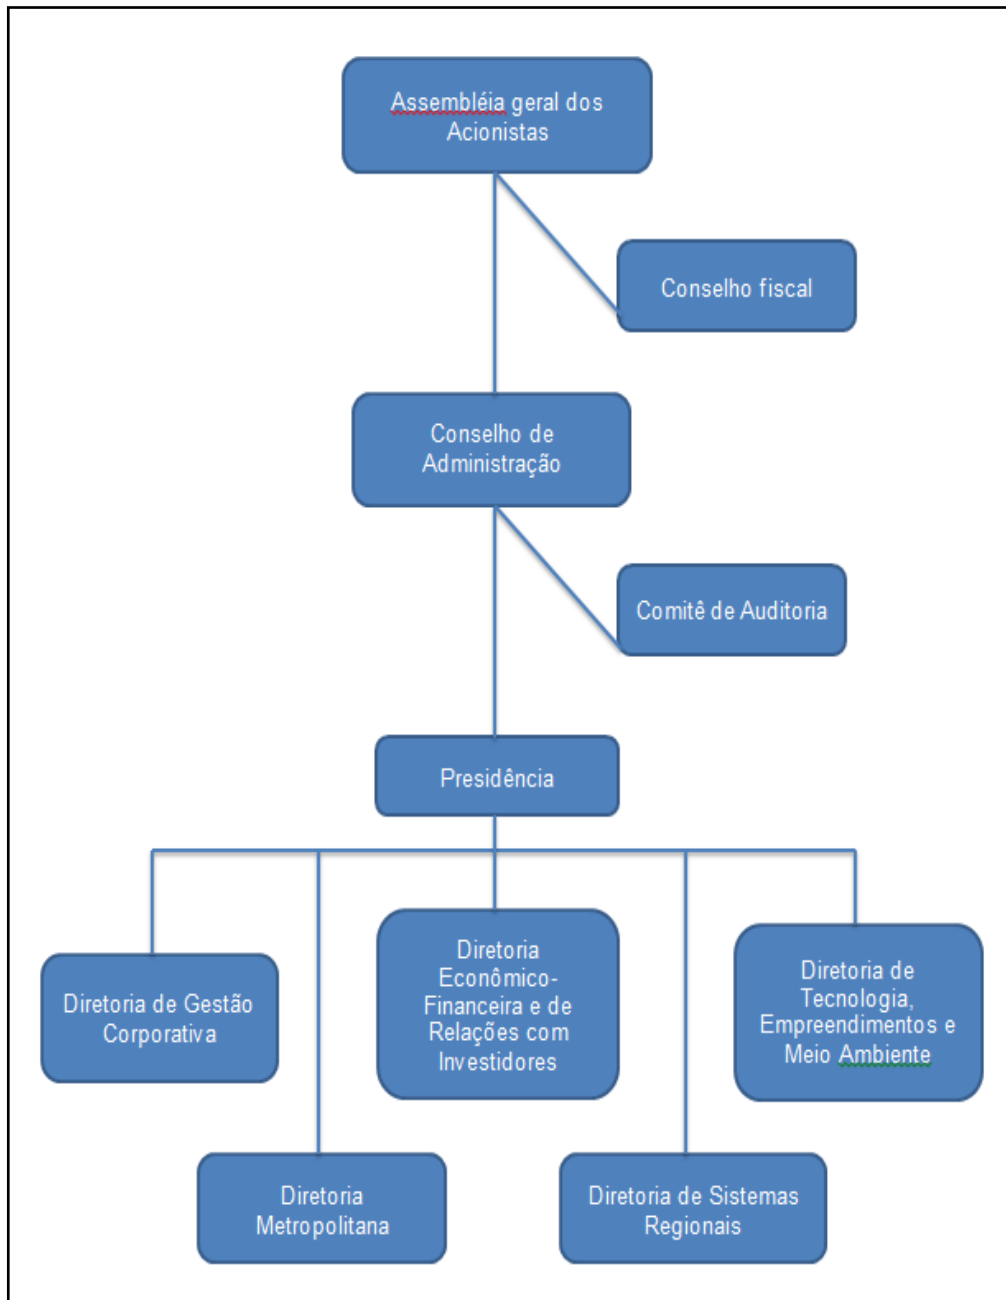 Assembléia geral dos
Acionistas
Conselho fiscal
Conselho de
Administração
Comitê de Auditoria
Presidência
Diretoria de Gestão
Corporativa
Diretoria
Econômico-
Financeira e de
Relações com
Investidores
Diretoria de
Tecnologia,
Empreendimentos e
Meio Ambiente
Diretoria
Metropolitana
Diretoria de Sistemas
Regionais